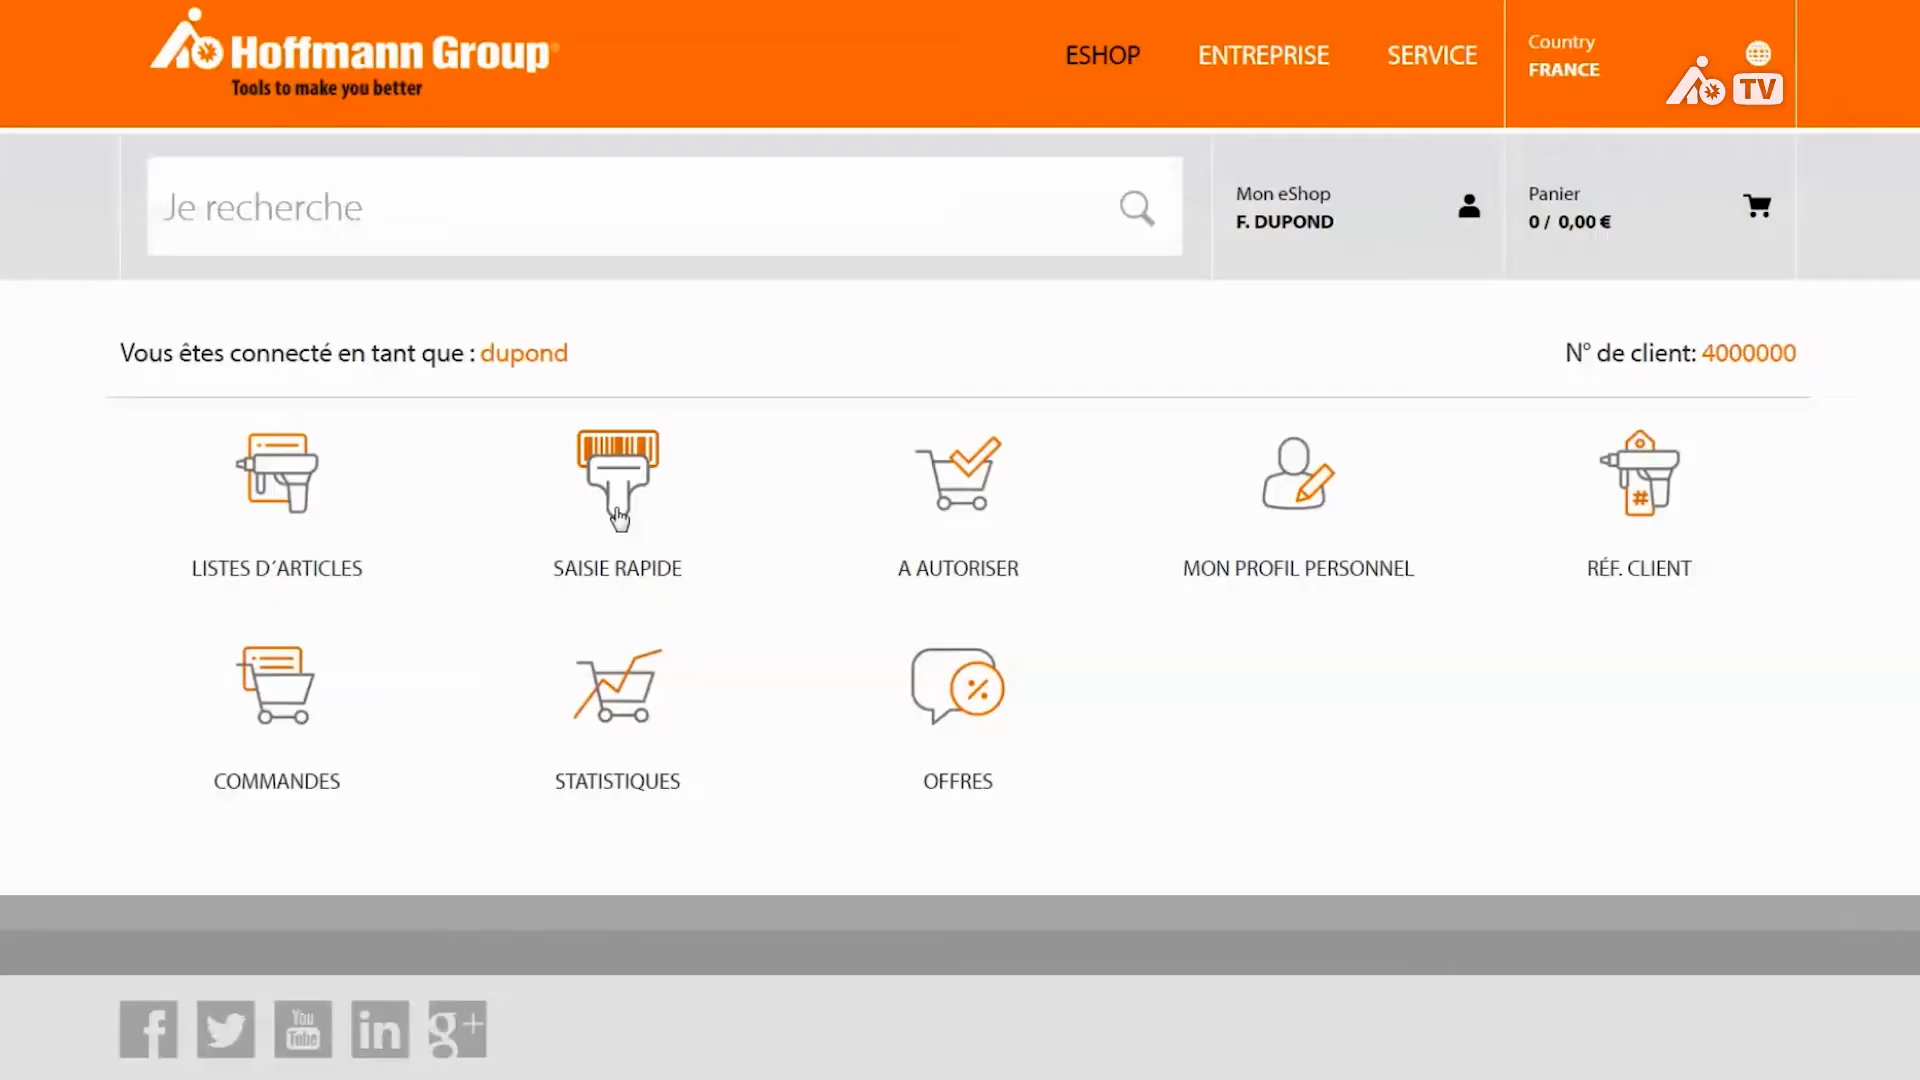 Hoffmann Group
Tools to make you better
ESHOP
ENTREPRISE
SERVICE
Country
FRANCE
TV
Je recherche
Mon eShop
F. DUPOND
Panier
0 / 0,00 €
Vous êtes connecté en tant que : dupond
N° de client: 4000000
LISTES D´ARTICLES
SAISIE RAPIDE
A AUTORISER
MON PROFIL PERSONNEL
#
RÉF. CLIENT
COMMANDES
STATISTIQUES
%
OFFRES
f
You
Tube
in
g+